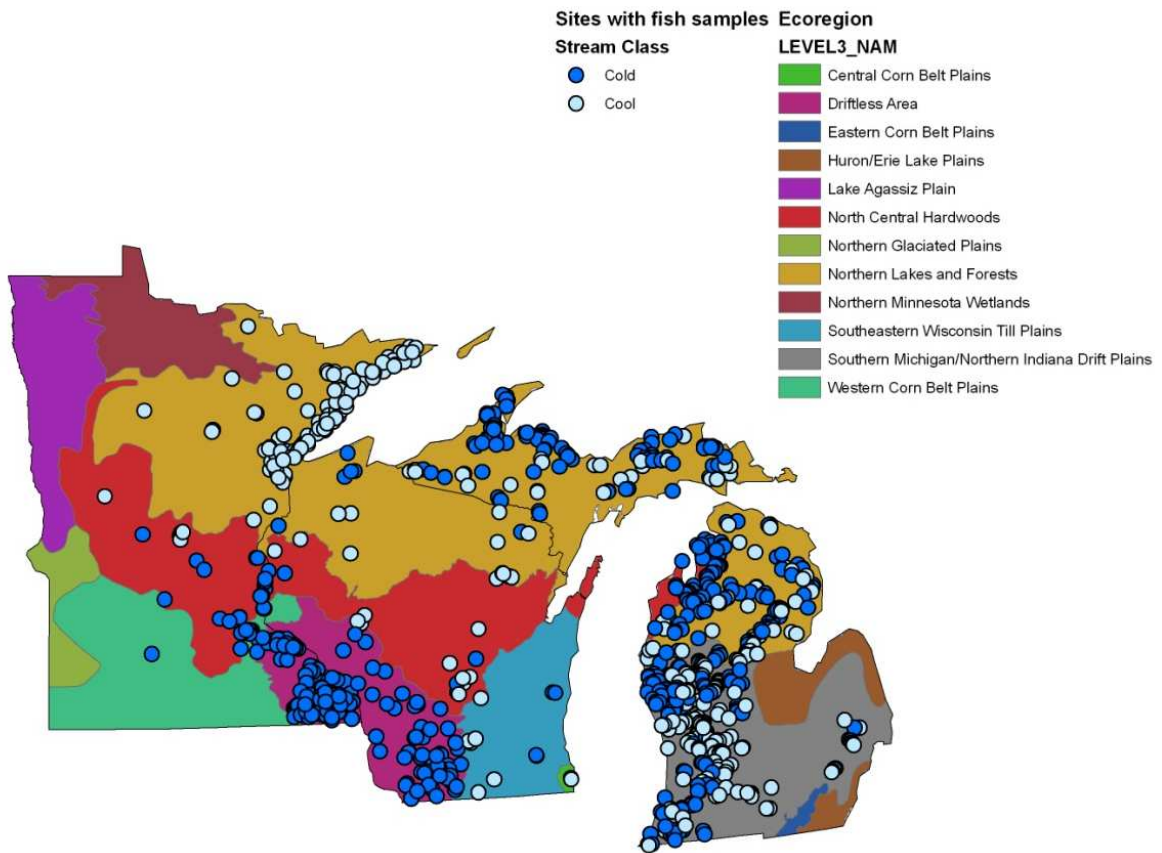 Sites with fish samples
Stream Class
Cold
Cool
Ecoregion
LEVEL3_NAM
Central Corn Belt Plains
Driftless Area
Eastern Corn Belt Plains
Huron/Erie Lake Plains
Lake Agassiz Plain
North Central Hardwoods
Northern Glaciated Plains
Northern Lakes and Forests
Northern Minnesota Wetlands
Southeastern Wisconsin Till Plains
Southern Michigan/Northern Indiana Drift Plains
Western Corn Belt Plains